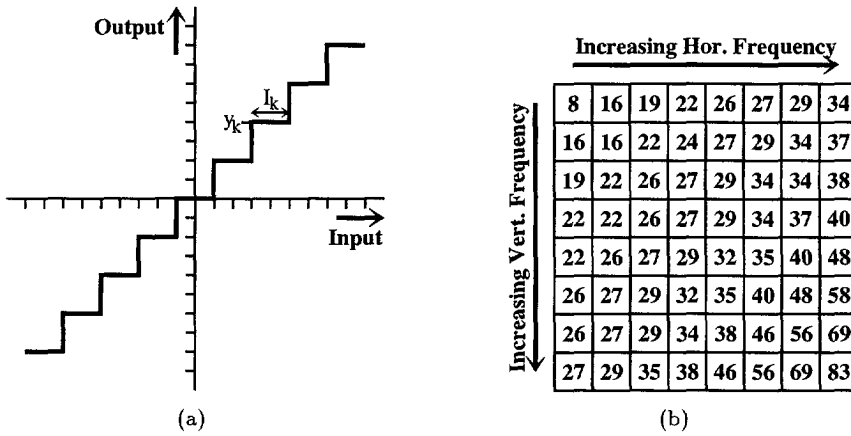 Output
I_k
y_k
Input
(a)
Increasing Hor. Frequency
Increasing Vert. Frequency
8 16 19 22 26 27 29 34
16 16 22 24 27 29 34 37
19 22 26 27 29 34 34 38
22 22 26 27 29 34 37 40
22 26 27 29 32 35 40 48
26 27 29 32 35 40 48 58
26 27 29 34 38 46 56 69
27 29 35 38 46 56 69 83
(b)